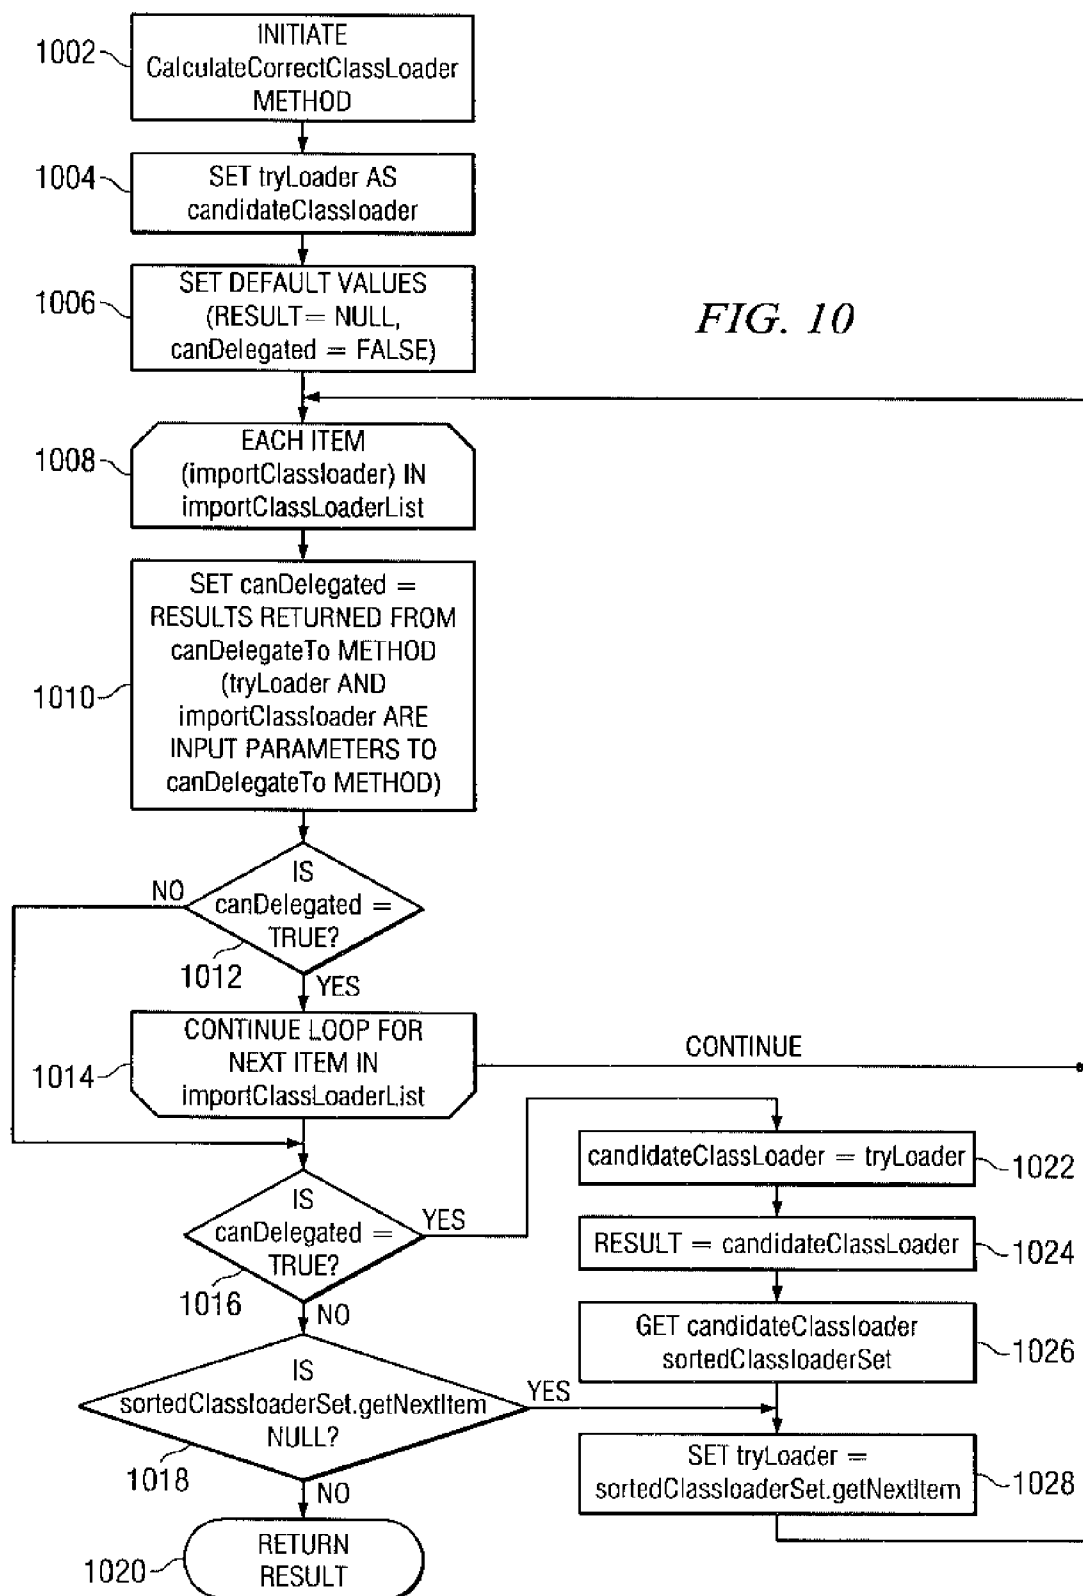 1002
INITIATE
CalculateCorrectClassLoader
METHOD
1004
SET tryLoader AS
candidateClassloader
1006
SET DEFAULT VALUES
(RESULT= NULL,
canDelegated = FALSE)
FIG. 10
1008
EACH ITEM
(importClassloader) IN
importClassLoaderList
1010
SET canDelegated =
RESULTS RETURNED FROM
canDelegateTo METHOD
(tryLoader AND
importClassloader ARE
INPUT PARAMETERS TO
canDelegateTo METHOD)
NO
IS
canDelegated =
TRUE?
1012
YES
1014
CONTINUE LOOP FOR
NEXT ITEM IN
importClassLoaderList
CONTINUE
IS
canDelegated =
TRUE?
1016
YES
NO
candidateClassLoader = tryLoader
1022
RESULT = candidateClassLoader
1024
GET candidateClassloader
sortedClassloaderSet
1026
IS
sortedClassloaderSet.getNextItem
NULL?
1018
YES
NO
SET tryLoader =
sortedClassloaderSet.getNextItem
1028
1020
RETURN
RESULT